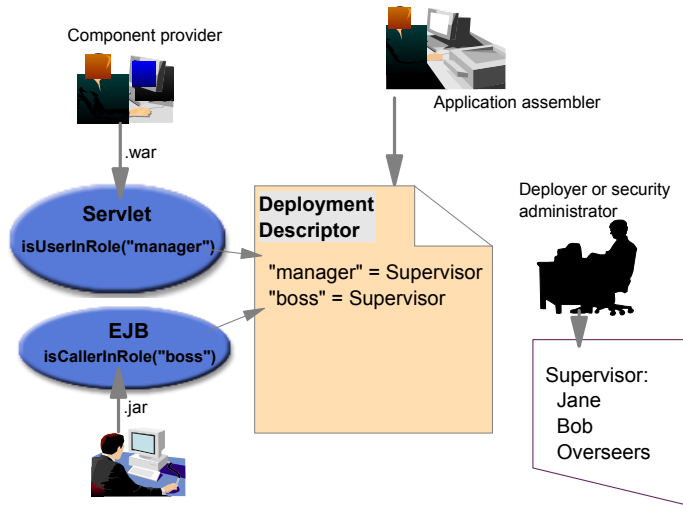 Component provider
Application assembler
.war
Servlet
isUserInRole("manager")
Deployment
Descriptor
"manager" = Supervisor
"boss" = Supervisor
EJB
isCallerInRole("boss")
.jar
Deployer or security
administrator
Supervisor:
Jane
Bob
Overseers